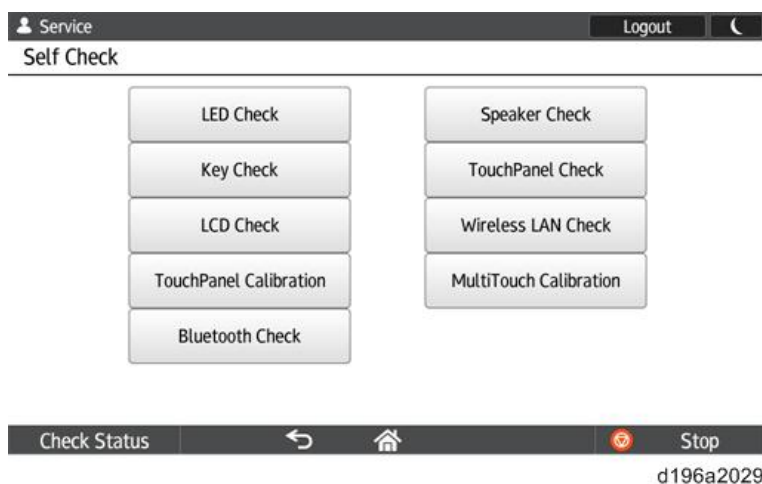 Service
Logout
Self Check
LED Check
Speaker Check
Key Check
TouchPanel Check
LCD Check
Wireless LAN Check
TouchPanel Calibration
MultiTouch Calibration
Bluetooth Check
Check Status
Stop
d196a2029